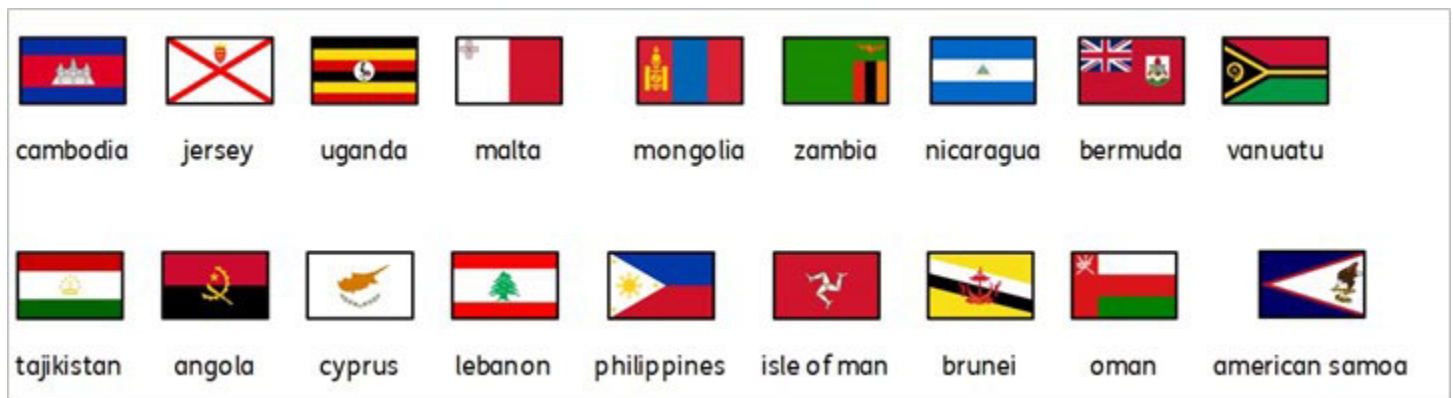 cambodia jersey uganda malta mongolia zambia nicaragua bermuda vanuatu
tajikistan angola cyprus lebanon philippines isle of man brunei oman american samoa